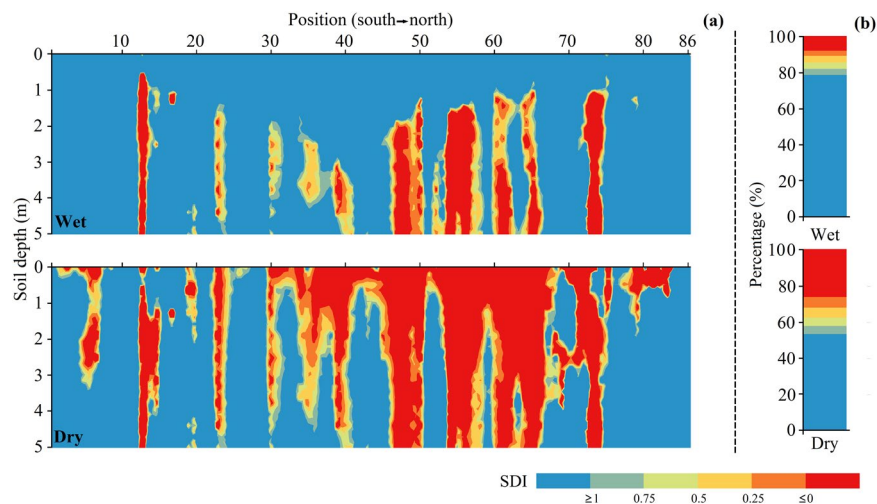 Position (south→north)
(a)
10 20 30 40 50 60 70 80 86
0
1
2
3
4
5
Wet
Soil depth (m)
0
1
2
3
4
5
Dry
(b)
Percentage (%)
100
80
60
40
20
0
Wet
100
80
60
40
20
0
Dry
SDI
≥1 0.75 0.5 0.25 ≤0